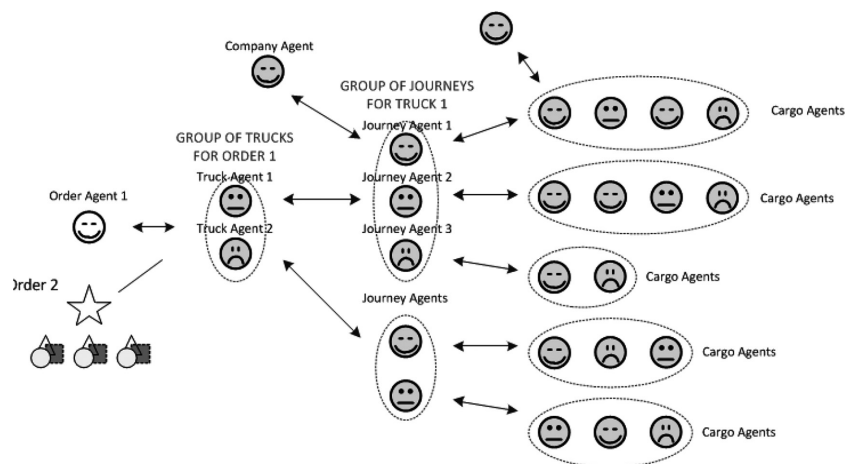 Company Agent
GROUP OF JOURNEYS
FOR TRUCK 1
Cargo Agents
Journey Agent 1
GROUP OF TRUCKS
FOR ORDER 1
Truck Agent 1
Journey Agent 2
Order Agent 1
Cargo Agents
Truck Agent 2
Journey Agent 3
Cargo Agents
Order 2
Journey Agents
Cargo Agents
Cargo Agents